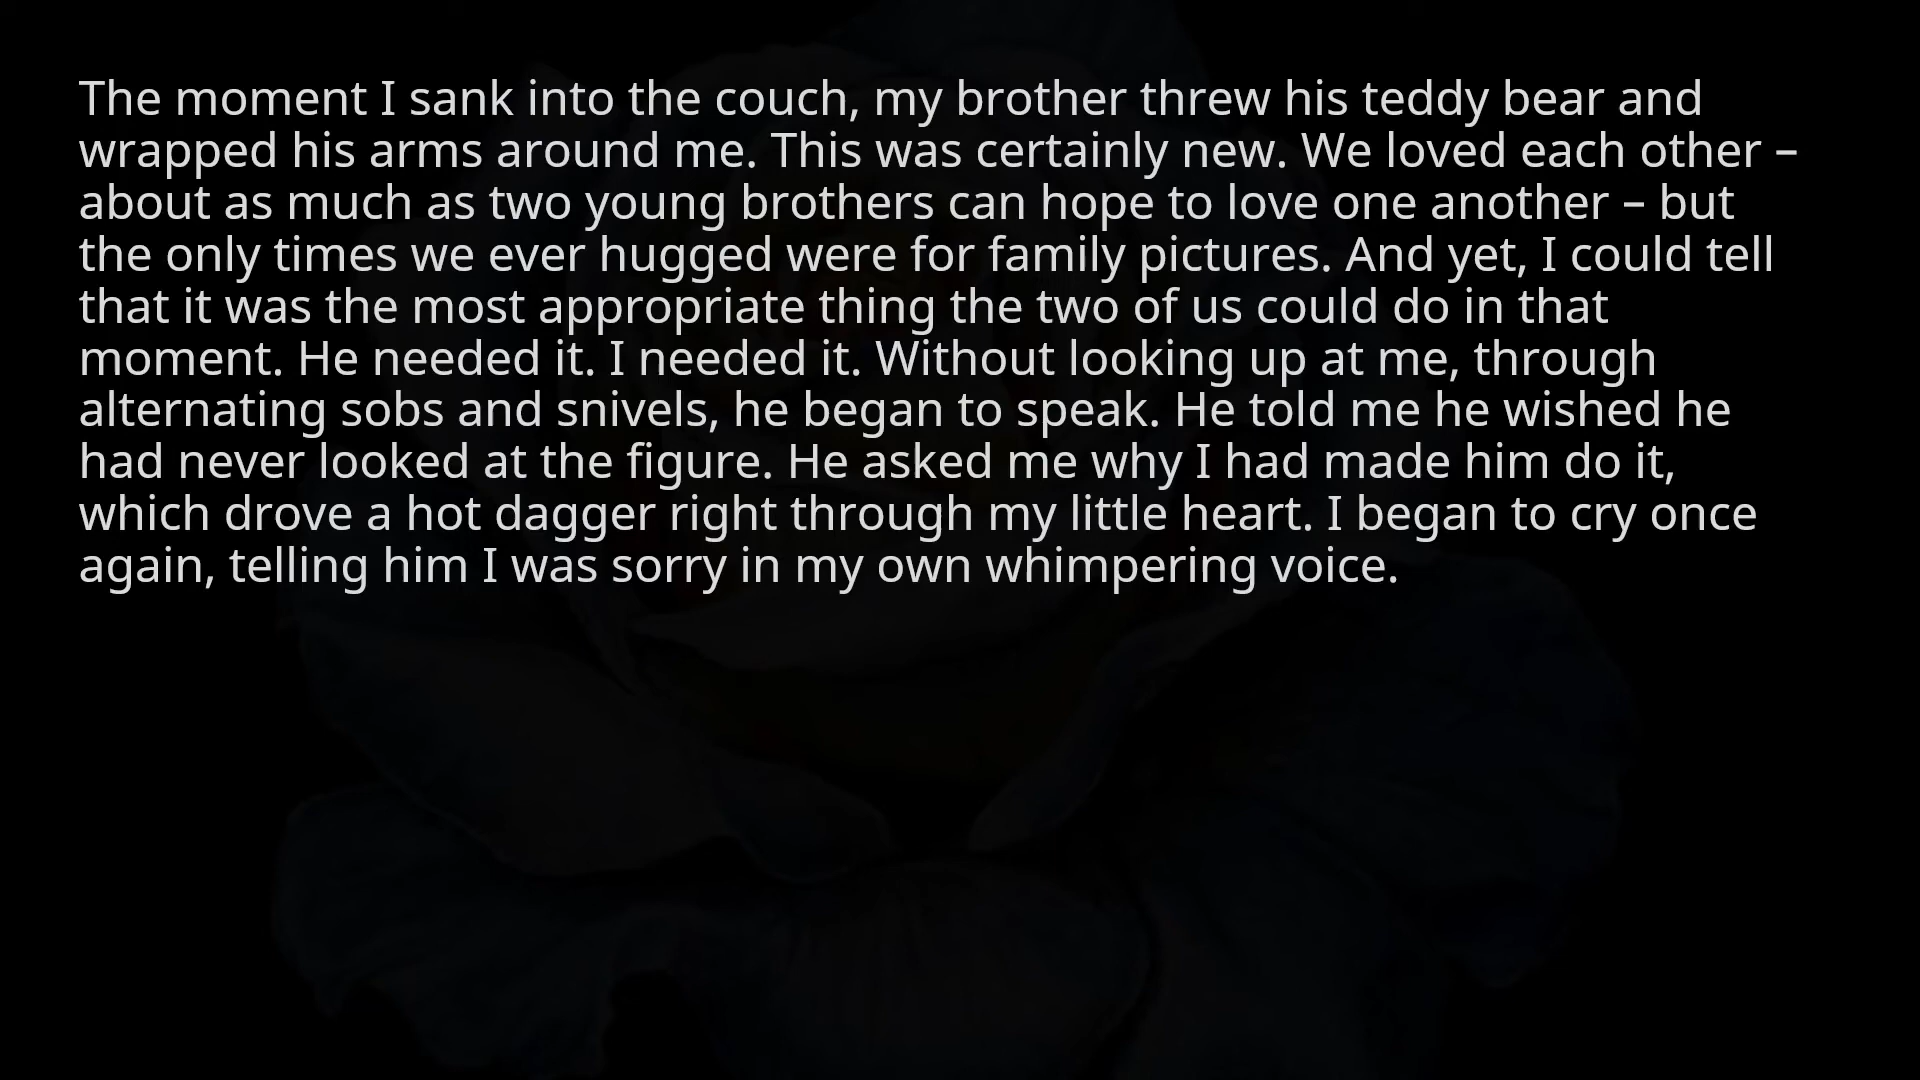 The moment I sank into the couch, my brother threw his teddy bear and
wrapped his arms around me. This was certainly new. We loved each other –
about as much as two young brothers can hope to love one another – but
the only times we ever hugged were for family pictures. And yet, I could tell
that it was the most appropriate thing the two of us could do in that
moment. He needed it. I needed it. Without looking up at me, through
alternating sobs and snivels, he began to speak. He told me he wished he
had never looked at the figure. He asked me why I had made him do it,
which drove a hot dagger right through my little heart. I began to cry once
again, telling him I was sorry in my own whimpering voice.